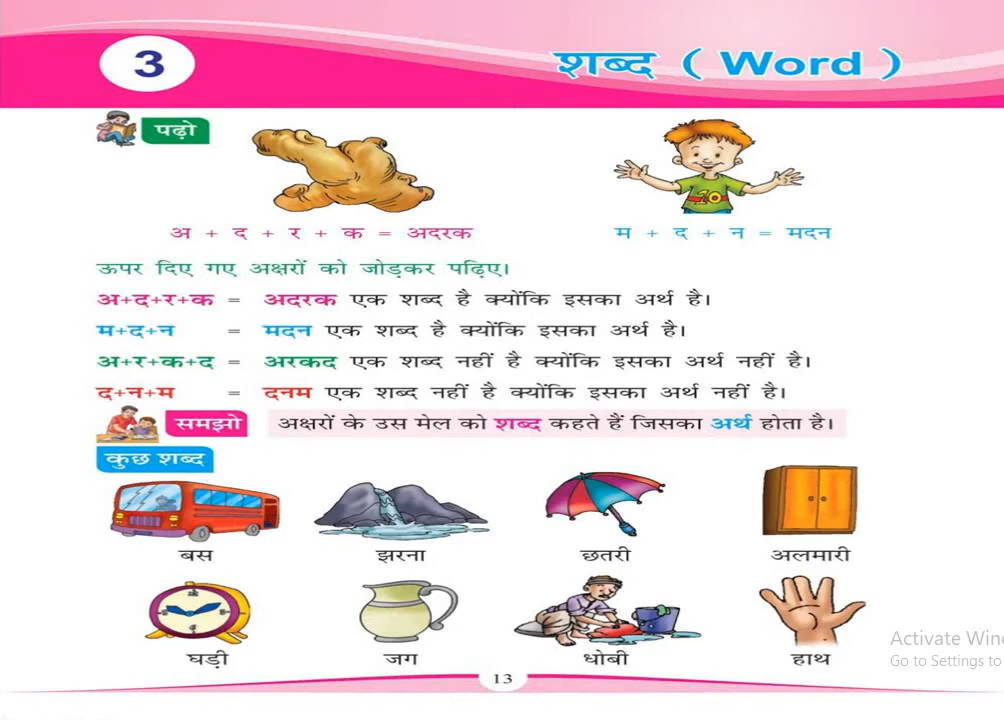 3
शब्द ( Word )
पढ़ो
10
अ + द + र + क = अदरक
म + द + न = मदन
ऊपर दिए गए अक्षरों को जोड़कर पढ़िए।
अ+द+र+क = अदरक एक शब्द है क्योंकि इसका अर्थ है।
म+द+न = मदन एक शब्द है क्योंकि इसका अर्थ है।
अ+र+क+द = अरकद एक शब्द नहीं है क्योंकि इसका अर्थ नहीं है।
द+न+म = दनम एक शब्द नहीं है क्योंकि इसका अर्थ नहीं है।
समझो अक्षरों के उस मेल को शब्द कहते हैं जिसका अर्थ होता है।
कुछ शब्द
बस झरना छतरी अलमारी
घड़ी जग धोबी हाथ
Activate Win
Go to Settings to
13